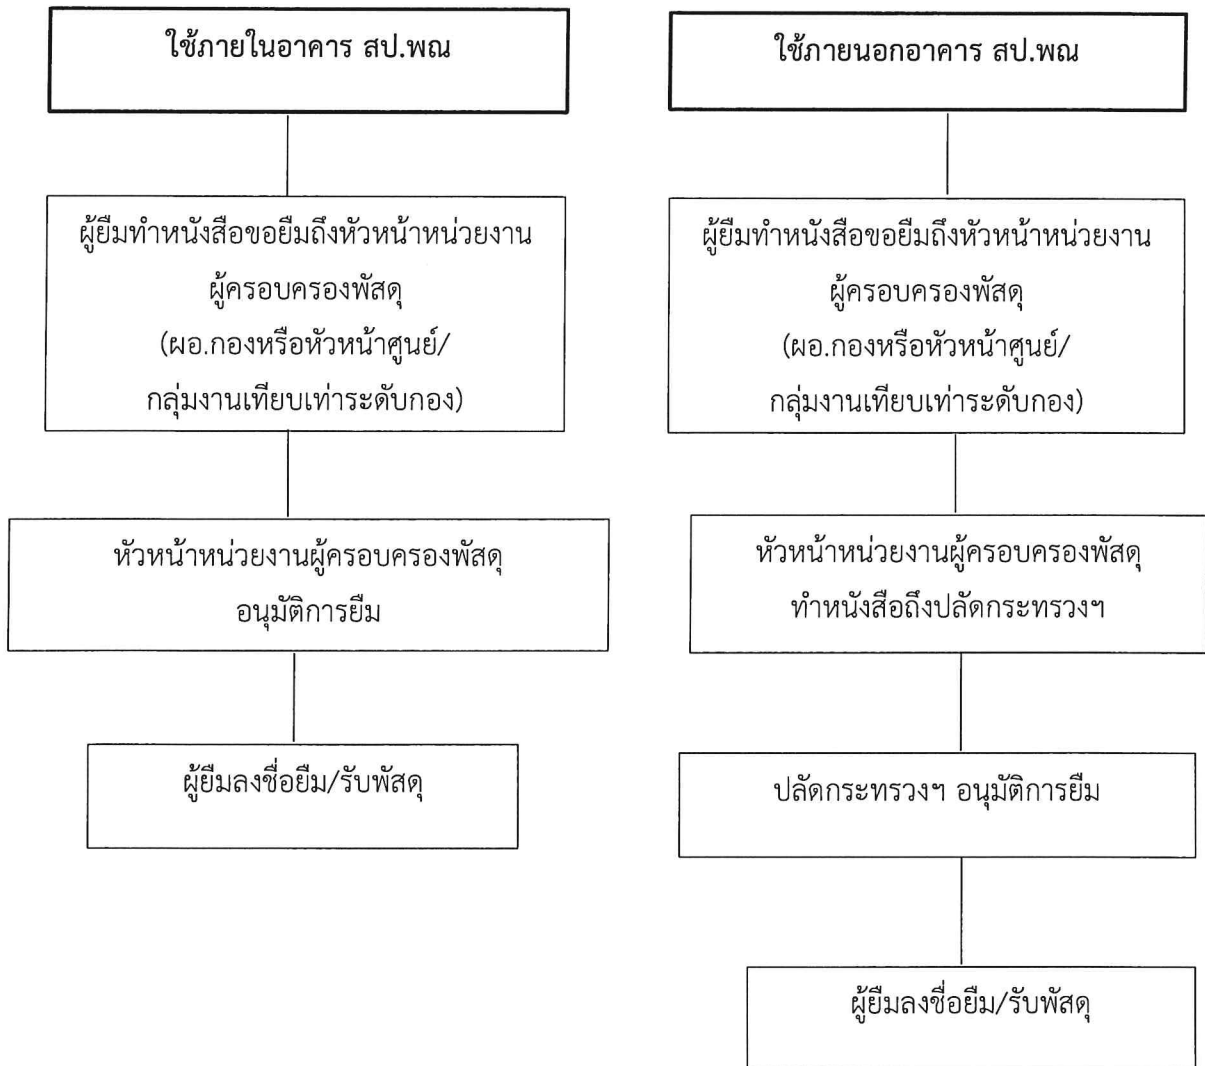 ใช้ภายในอาคาร สป.พณ
ผู้ยืมทำหนังสือขอยืมถึงหัวหน้าหน่วยงาน
ผู้ครอบครองพัสดุ
(ผอ.กองหรือหัวหน้าศูนย์/
กลุ่มงานเทียบเท่าระดับกอง)
หัวหน้าหน่วยงานผู้ครอบครองพัสดุ
อนุมัติการยืม
ผู้ยืมลงชื่อยืม/รับพัสดุ
ใช้ภายนอกอาคาร สป.พณ
ผู้ยืมทำหนังสือขอยืมถึงหัวหน้าหน่วยงาน
ผู้ครอบครองพัสดุ
(ผอ.กองหรือหัวหน้าศูนย์/
กลุ่มงานเทียบเท่าระดับกอง)
หัวหน้าหน่วยงานผู้ครอบครองพัสดุ
ทำหนังสือถึงปลัดกระทรวงฯ
ปลัดกระทรวงฯ อนุมัติการยืม
ผู้ยืมลงชื่อยืม/รับพัสดุ